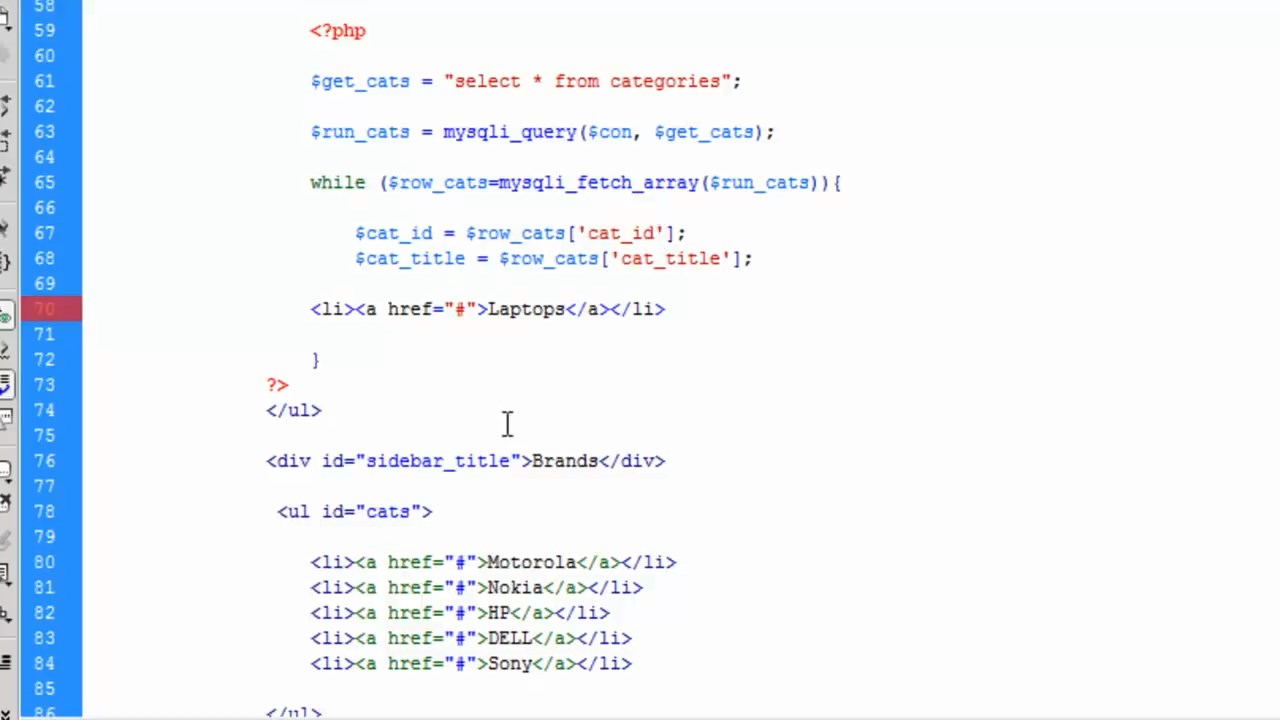 58
59 <?php
60
61 $get_cats = "select * from categories";
62
63 $run_cats = mysqli_query($con, $get_cats);
64
65 while ($row_cats=mysqli_fetch_array($run_cats)){
66
67 $cat_id = $row_cats['cat_id'];
68 $cat_title = $row_cats['cat_title'];
69
70 <li><a href="#">Laptops</a></li>
71
72 }
73 ?>
74 </ul>
75
76 <div id="sidebar_title">Brands</div>
77
78 <ul id="cats">
79
80 <li><a href="#">Motorola</a></li>
81 <li><a href="#">Nokia</a></li>
82 <li><a href="#">HP</a></li>
83 <li><a href="#">DELL</a></li>
84 <li><a href="#">Sony</a></li>
85
86 </ul>